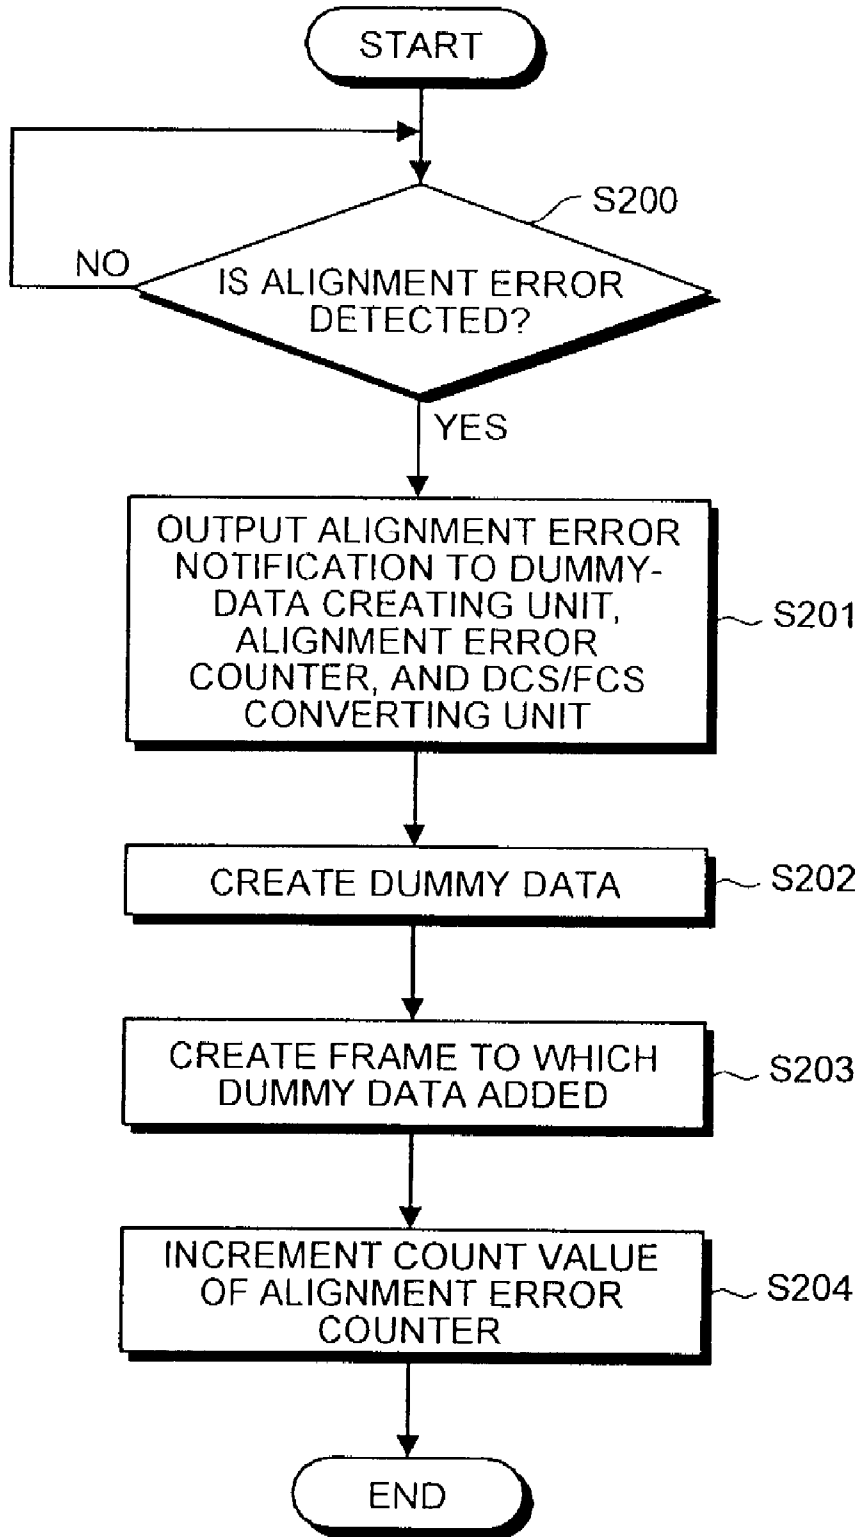 START
S200
NO
IS ALIGNMENT ERROR
DETECTED?
YES
OUTPUT ALIGNMENT ERROR
NOTIFICATION TO DUMMY-
DATA CREATING UNIT,
ALIGNMENT ERROR
COUNTER, AND DCS/FCS
CONVERTING UNIT
S201
CREATE DUMMY DATA
S202
CREATE FRAME TO WHICH
DUMMY DATA ADDED
S203
INCREMENT COUNT VALUE
OF ALIGNMENT ERROR
COUNTER
S204
END